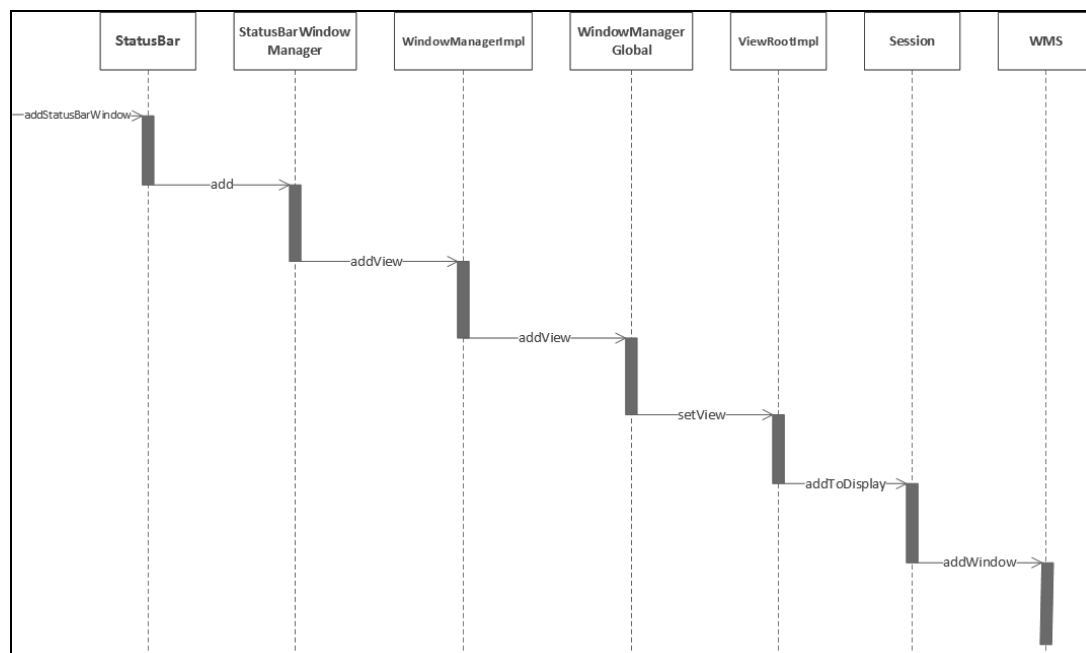 StatusBar
StatusBarWindow
Manager
WindowManagerImpl
WindowManager
Global
ViewRootImpl
Session
WMS
addStatusBarWindow
add
addView
addView
setView
addToDisplay
addWindow